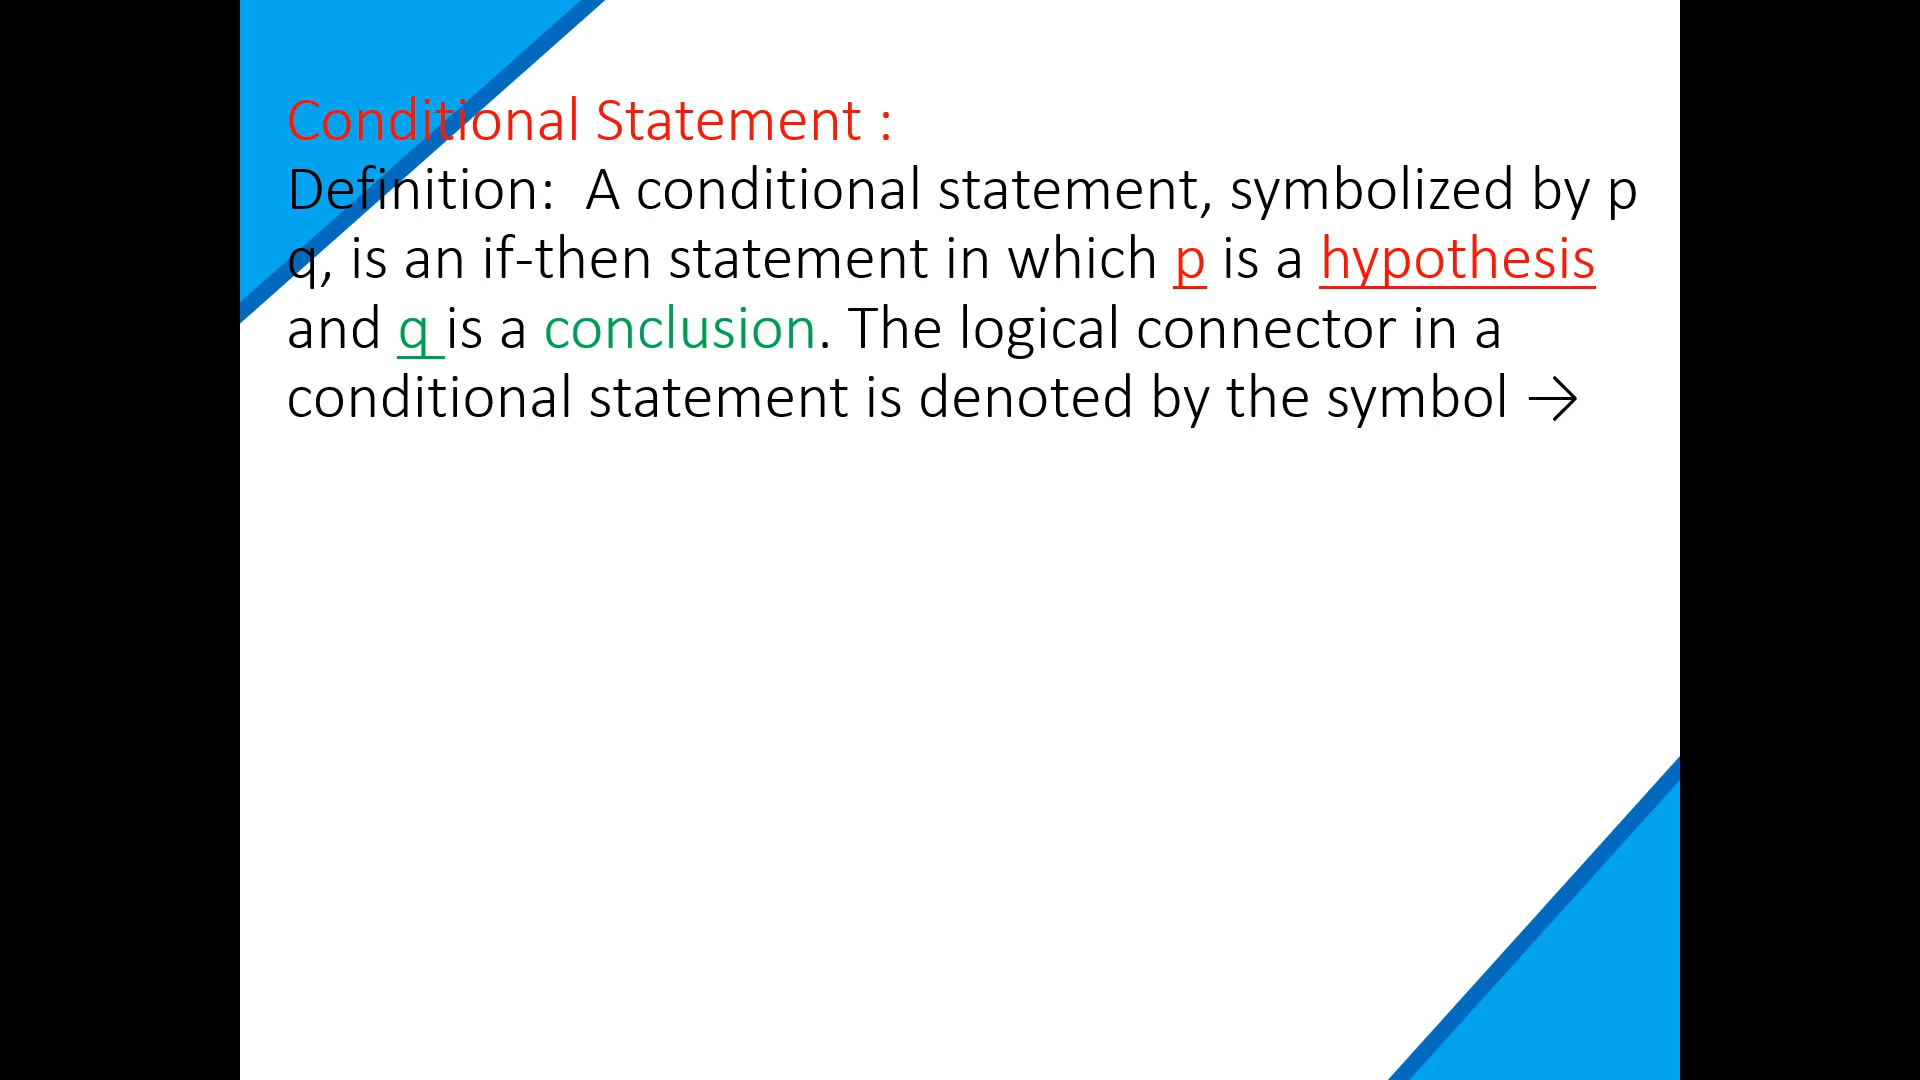 Conditional Statement :
Definition:  A conditional statement, symbolized by p
q, is an if-then statement in which p is a hypothesis
and q is a conclusion. The logical connector in a
conditional statement is denoted by the symbol →